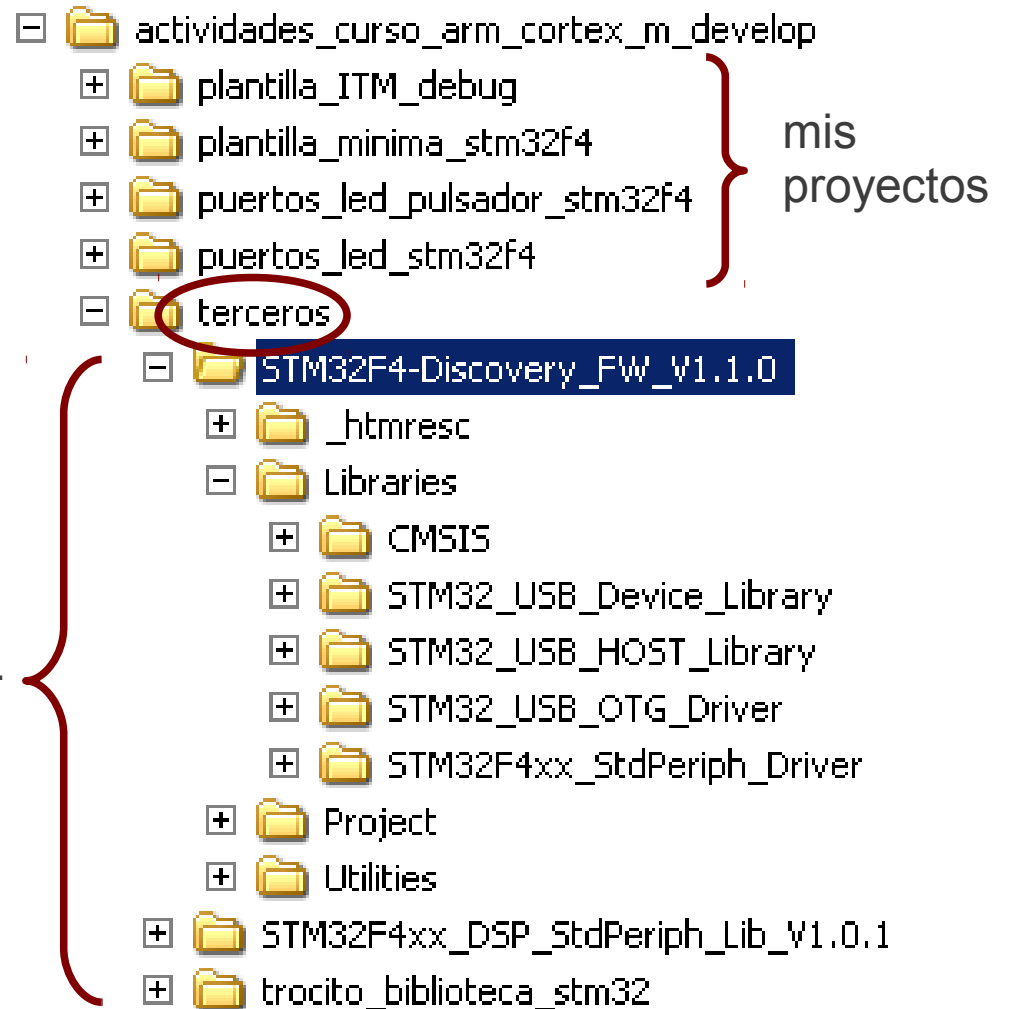 actividades_curso_arm_cortex_m_develop
plantilla_ITM_debug
plantilla_minima_stm32f4
puertos_led_pulsador_stm32f4
puertos_led_stm32f4
mis
proyectos
terceros
STM32F4-Discovery_FW_V1.1.0
_htmresc
Libraries
CMSIS
STM32_USB_Device_Library
STM32_USB_HOST_Library
STM32_USB_OTG_Driver
STM32F4xx_StdPeriph_Driver
Project
Utilities
STM32F4xx_DSP_StdPeriph_Lib_V1.0.1
trocito_biblioteca_stm32